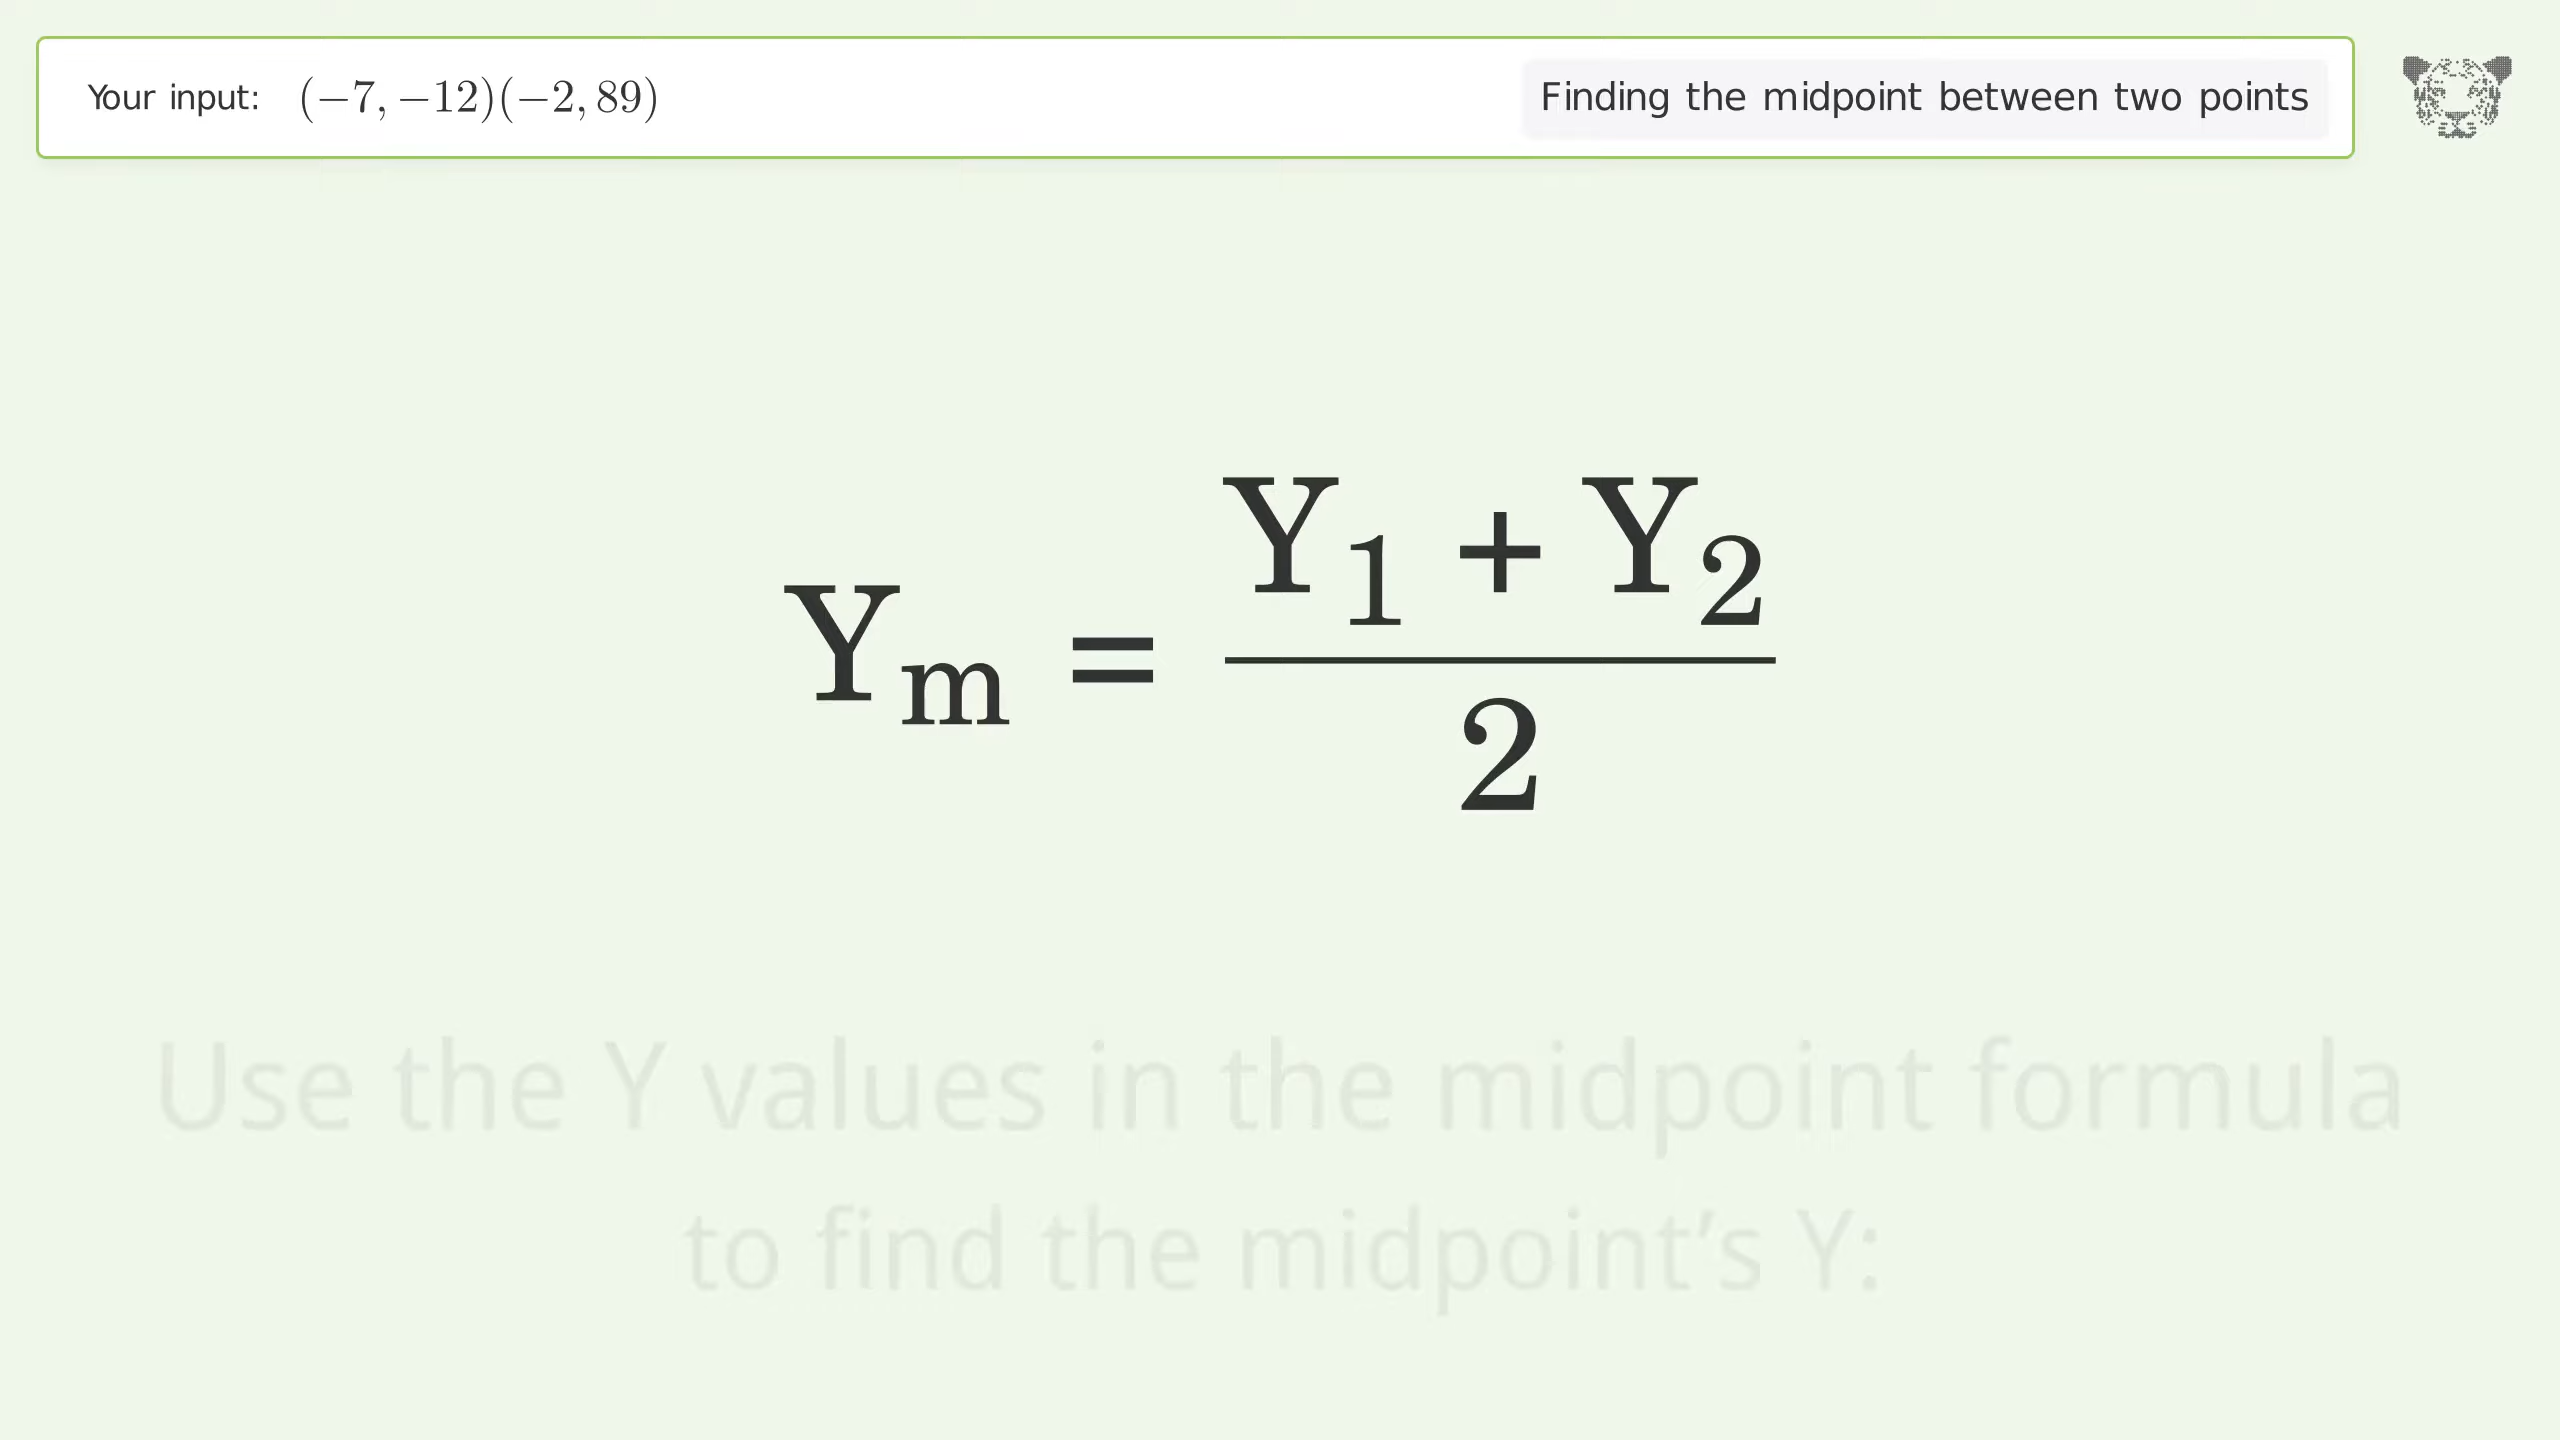 Your input: (−7, −12)(−2, 89)
Finding the midpoint between two points
Yₘ = (Y₁ + Y₂) / 2
Use the Y values in the midpoint formula
to find the midpoint’s Y: